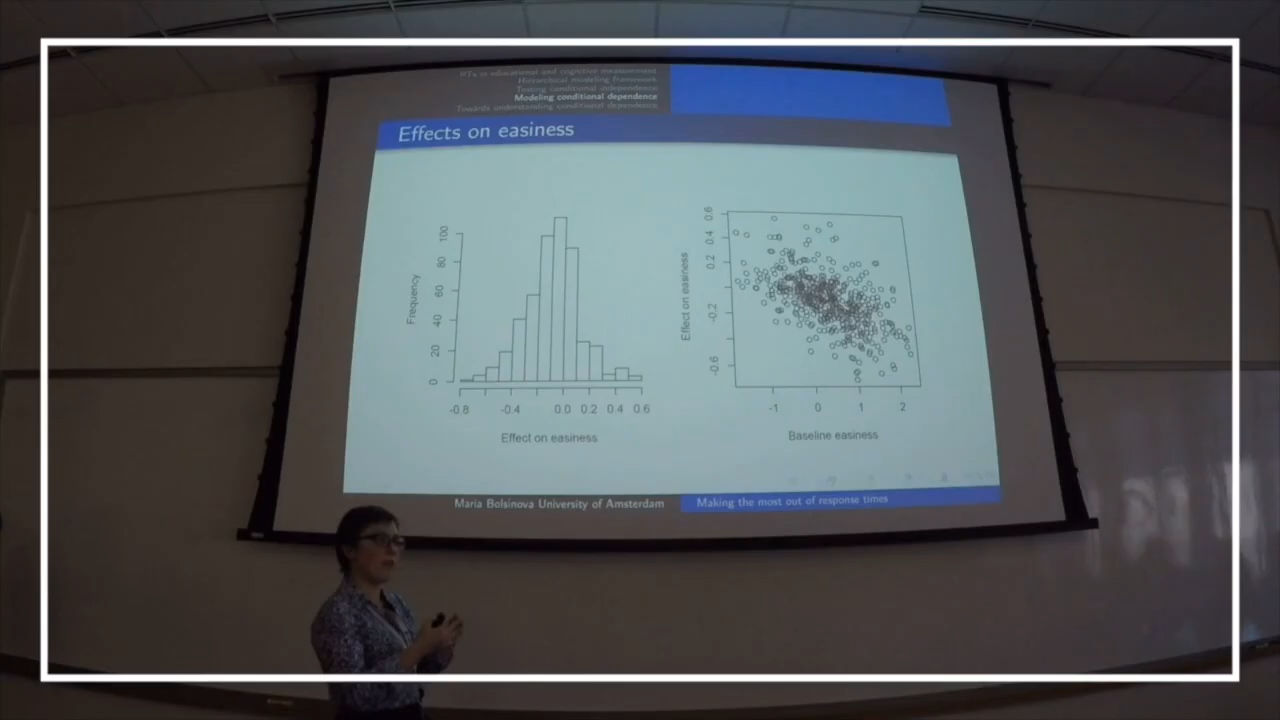 RTs in educational and cognitive measurement
Hierarchical modeling framework
Testing conditional independence
Modeling conditional dependence
Towards understanding conditional dependence
Effects on easiness
Frequency
0 20 40 60 80 100
-0.8 -0.4 0.0 0.2 0.4 0.6
Effect on easiness
Effect on easiness
-0.6 -0.2 0.2 0.4 0.6
-1 0 1 2
Baseline easiness
Maria Bolsinova University of Amsterdam
Making the most out of response times